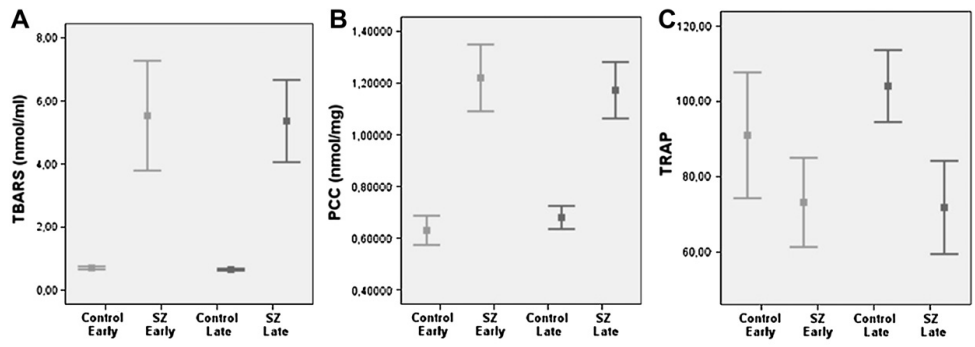 A
TBARS (nmol/ml)
8,00
6,00
4,00
2,00
0,00
Control Early
SZ Early
Control Late
SZ Late
B
PCC (nmol/mg)
1,40000
1,20000
1,00000
0,80000
0,60000
0,40000
Control Early
SZ Early
Control Late
SZ Late
C
TRAP
120,00
100,00
80,00
60,00
Control Early
SZ Early
Control Late
SZ Late